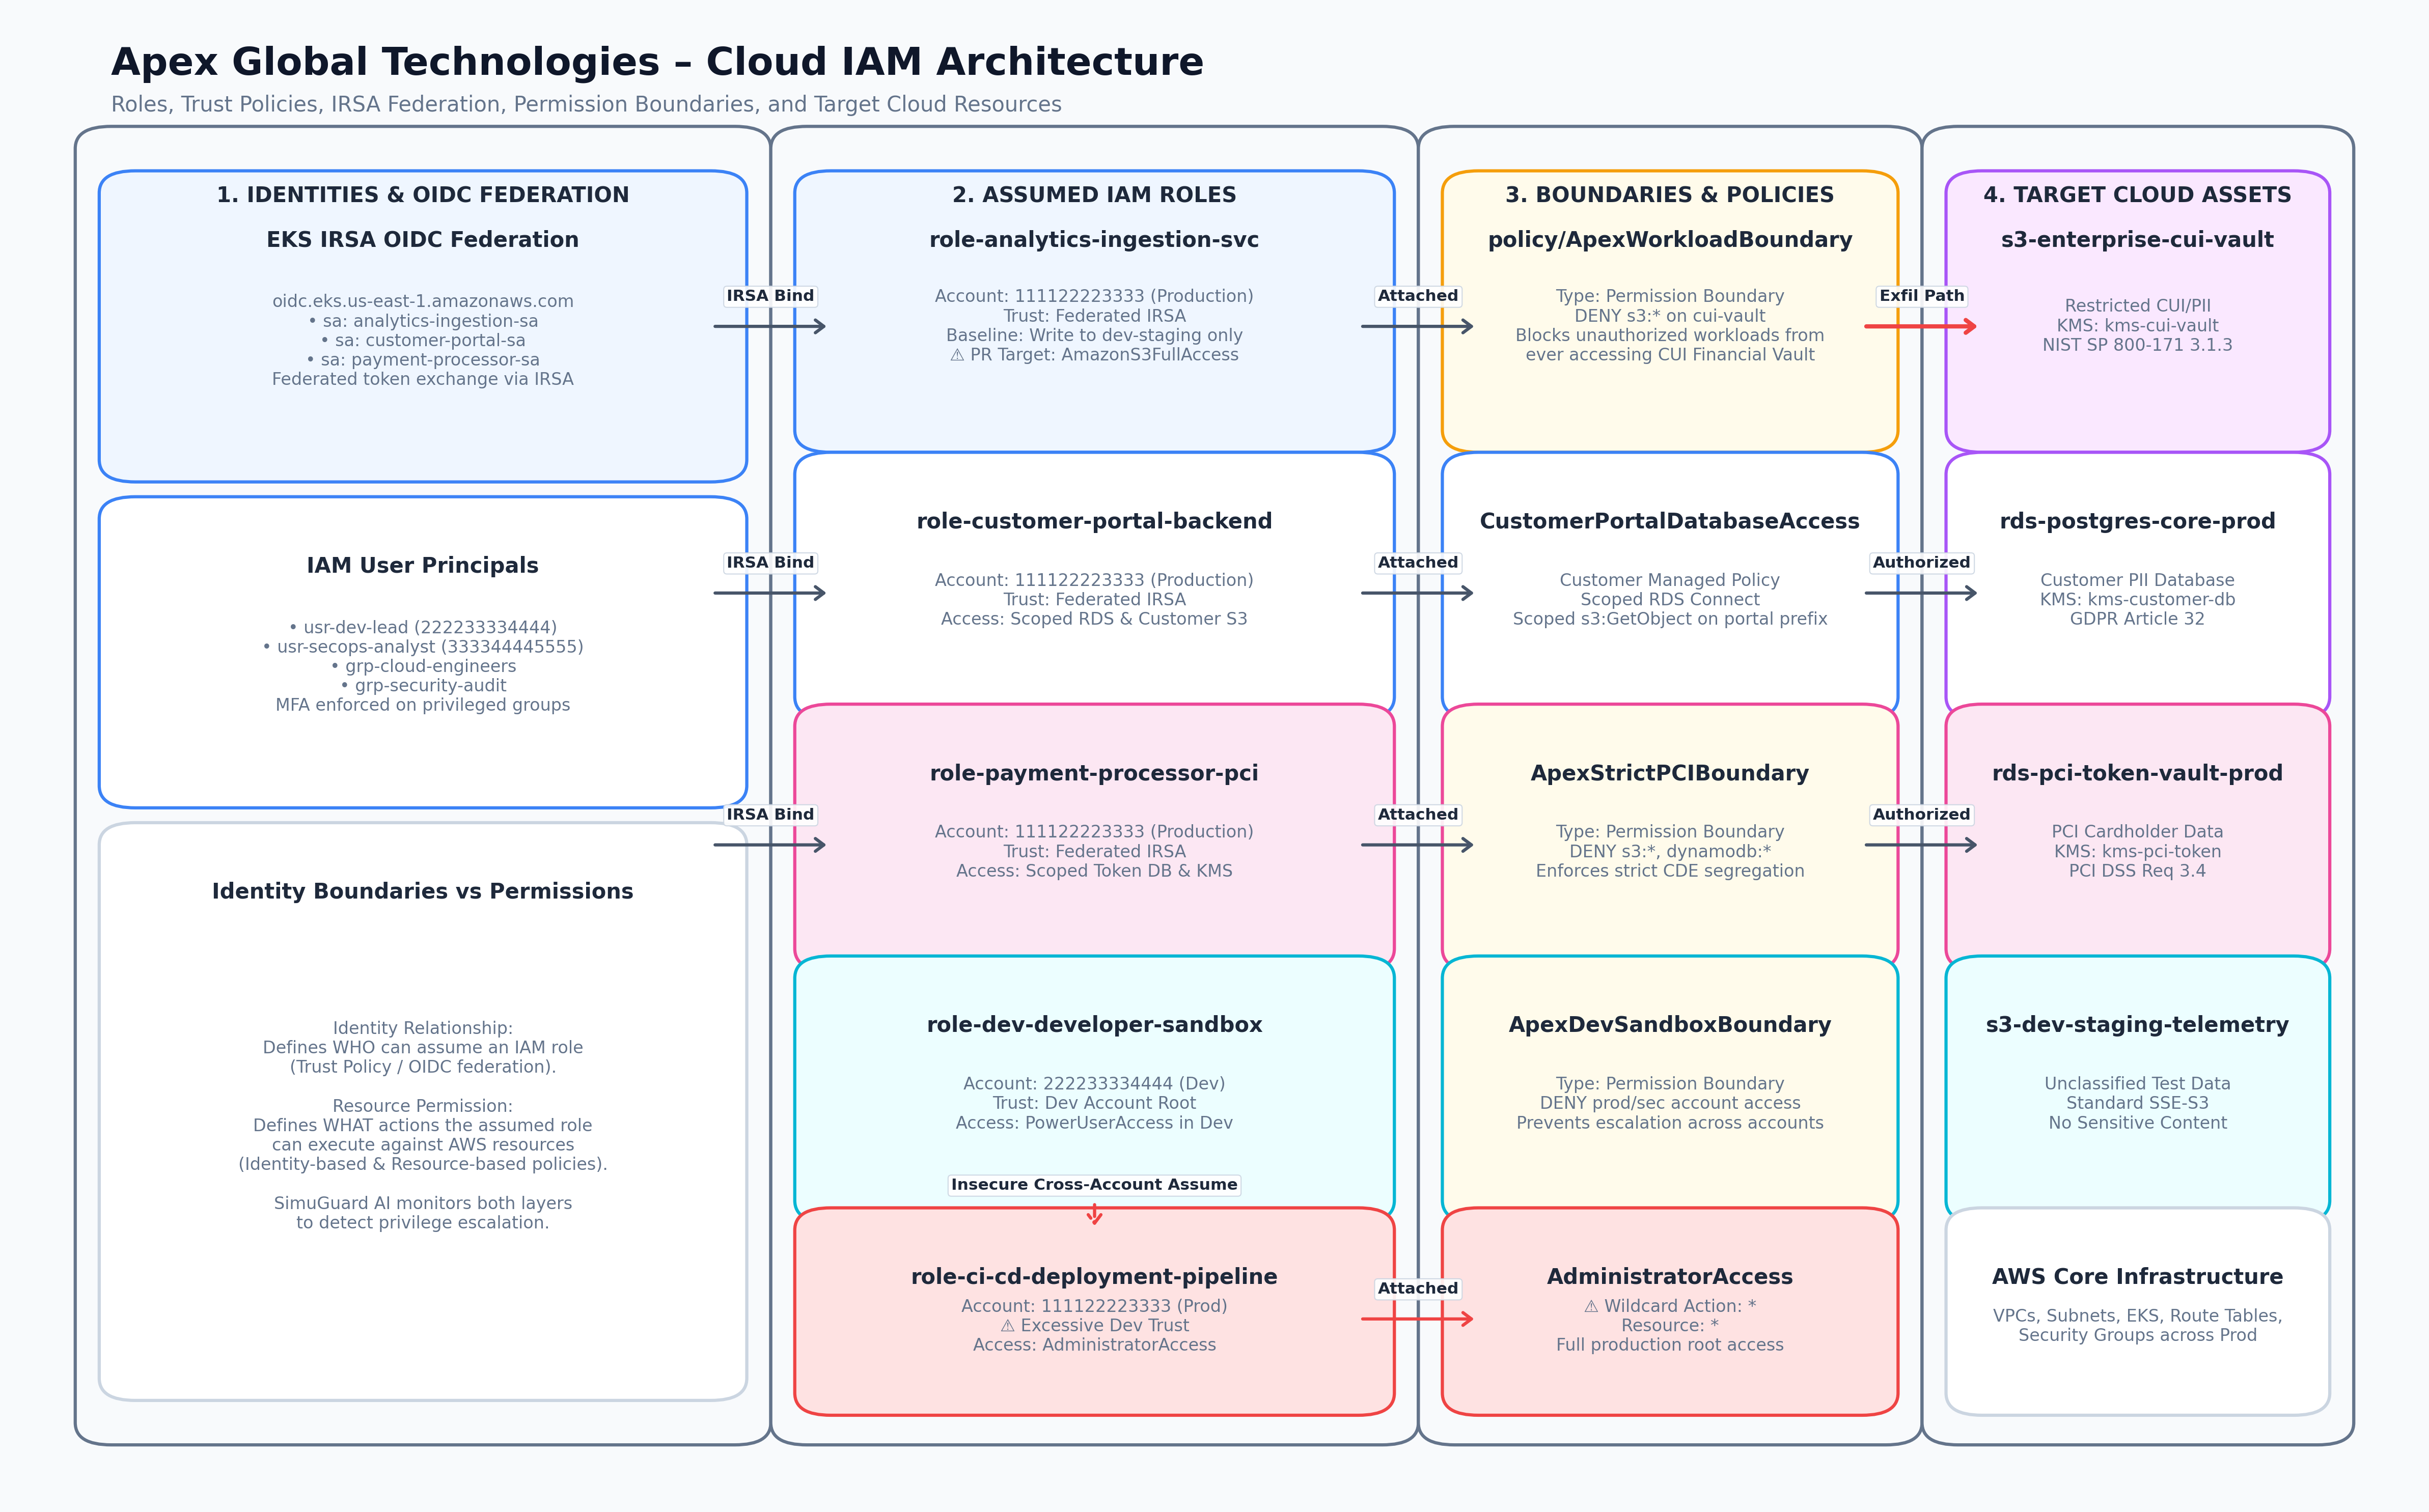 Apex Global Technologies – Cloud IAM Architecture
Roles, Trust Policies, IRSA Federation, Permission Boundaries, and Target Cloud Resources
1. IDENTITIES & OIDC FEDERATION
EKS IRSA OIDC Federation
oidc.eks.us-east-1.amazonaws.com
• sa: analytics-ingestion-sa
• sa: customer-portal-sa
• sa: payment-processor-sa
Federated token exchange via IRSA
IAM User Principals
• usr-dev-lead (222233334444)
• usr-secops-analyst (333344445555)
• grp-cloud-engineers
• grp-security-audit
MFA enforced on privileged groups
Identity Boundaries vs Permissions
Identity Relationship:
Defines WHO can assume an IAM role
(Trust Policy / OIDC federation).
Resource Permission:
Defines WHAT actions the assumed role
can execute against AWS resources
(Identity-based & Resource-based policies).
SimuGuard AI monitors both layers
to detect privilege escalation.
IRSA Bind
IRSA Bind
IRSA Bind
2. ASSUMED IAM ROLES
role-analytics-ingestion-svc
Account: 111122223333 (Production)
Trust: Federated IRSA
Baseline: Write to dev-staging only
⚠ PR Target: AmazonS3FullAccess
role-customer-portal-backend
Account: 111122223333 (Production)
Trust: Federated IRSA
Access: Scoped RDS & Customer S3
role-payment-processor-pci
Account: 111122223333 (Production)
Trust: Federated IRSA
Access: Scoped Token DB & KMS
role-dev-developer-sandbox
Account: 222233334444 (Dev)
Trust: Dev Account Root
Access: PowerUserAccess in Dev
Insecure Cross-Account Assume
role-ci-cd-deployment-pipeline
Account: 111122223333 (Prod)
⚠ Excessive Dev Trust
Access: AdministratorAccess
Attached
Attached
Attached
Attached
3. BOUNDARIES & POLICIES
policy/ApexWorkloadBoundary
Type: Permission Boundary
DENY s3:* on cui-vault
Blocks unauthorized workloads from
ever accessing CUI Financial Vault
CustomerPortalDatabaseAccess
Customer Managed Policy
Scoped RDS Connect
Scoped s3:GetObject on portal prefix
ApexStrictPCIBoundary
Type: Permission Boundary
DENY s3:*, dynamodb:*
Enforces strict CDE segregation
ApexDevSandboxBoundary
Type: Permission Boundary
DENY prod/sec account access
Prevents escalation across accounts
AdministratorAccess
⚠ Wildcard Action: *
Resource: *
Full production root access
Exfil Path
Authorized
Authorized
4. TARGET CLOUD ASSETS
s3-enterprise-cui-vault
Restricted CUI/PII
KMS: kms-cui-vault
NIST SP 800-171 3.1.3
rds-postgres-core-prod
Customer PII Database
KMS: kms-customer-db
GDPR Article 32
rds-pci-token-vault-prod
PCI Cardholder Data
KMS: kms-pci-token
PCI DSS Req 3.4
s3-dev-staging-telemetry
Unclassified Test Data
Standard SSE-S3
No Sensitive Content
AWS Core Infrastructure
VPCs, Subnets, EKS, Route Tables,
Security Groups across Prod